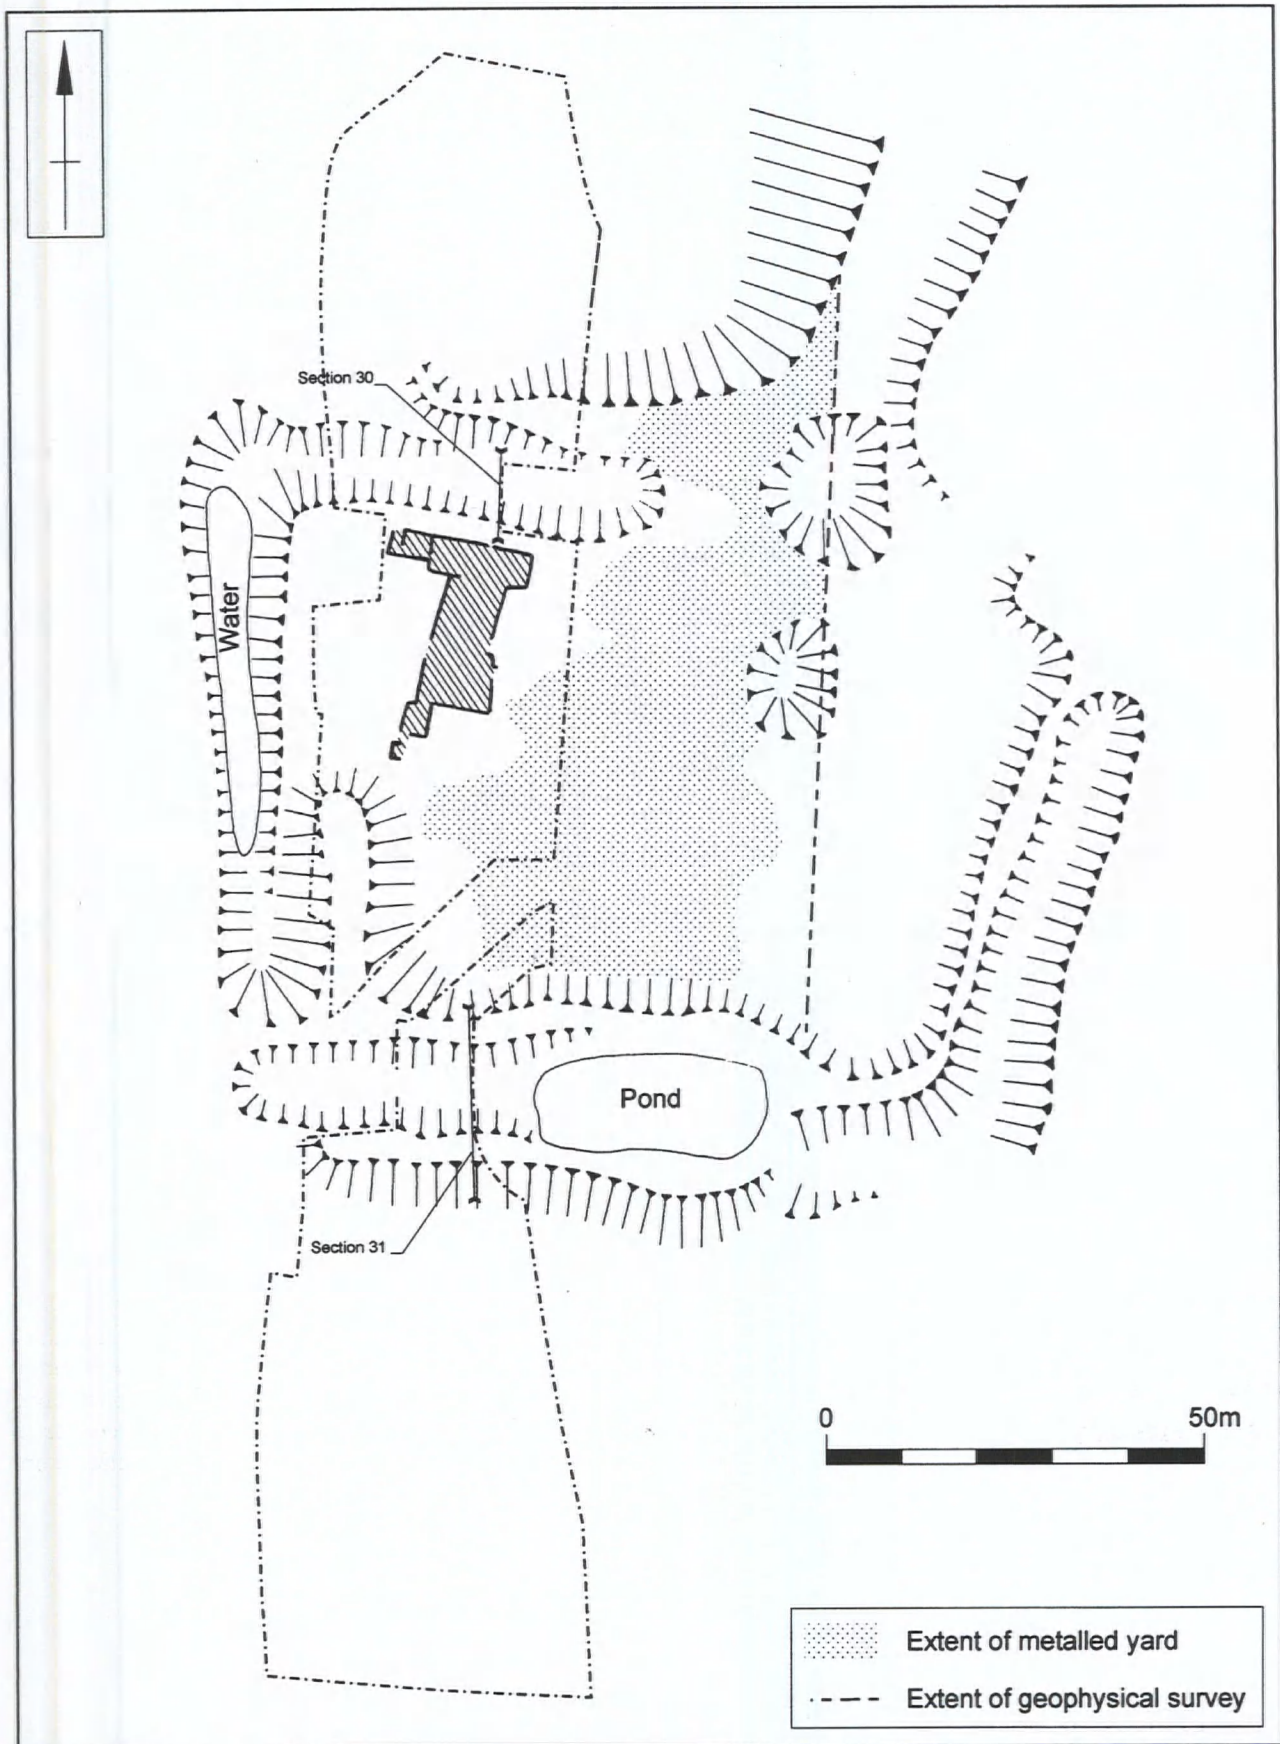 Section 30
Water
Pond
Section 31
0 50m
Extent of metalled yard
Extent of geophysical survey